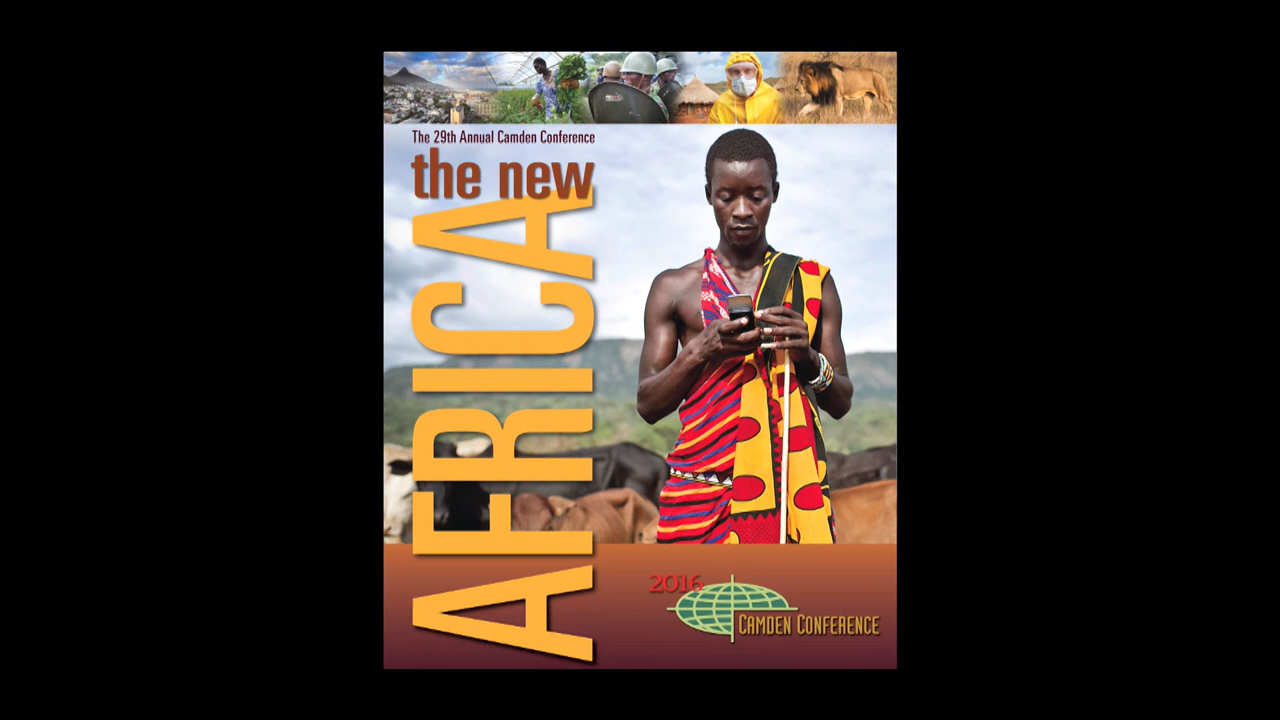 The 29th Annual Camden Conference
the new
AFRICA
2016
CAMDEN CONFERENCE